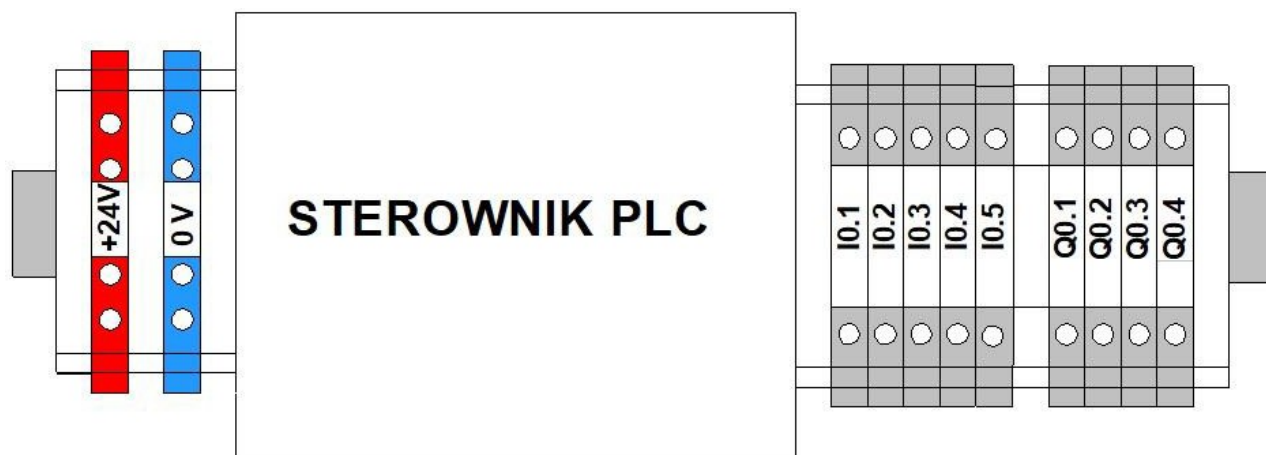 +24V
0 V
STEROWNIK PLC
I0.1
I0.2
I0.3
I0.4
I0.5
Q0.1
Q0.2
Q0.3
Q0.4